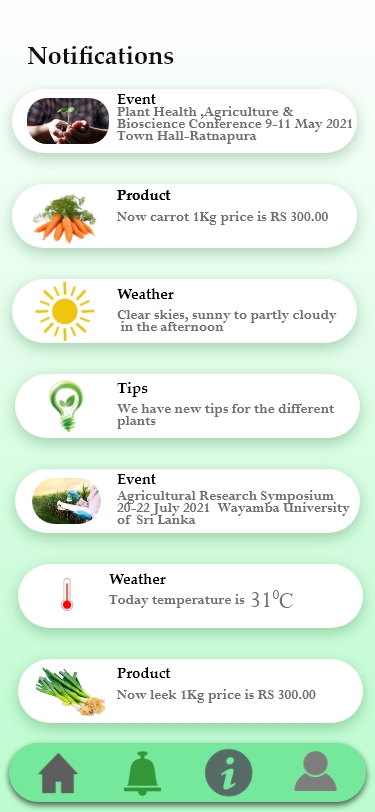 Notifications
Event
Plant Health ,Agriculture &
Bioscience Conference 9-11 May 2021
Town Hall-Ratnapura
Product
Now carrot 1Kg price is RS 300.00
Weather
Clear skies, sunny to partly cloudy
in the afternoon
Tips
We have new tips for the different
plants
Event
Agricultural Research Symposium
20-22 July 2021 Wayamba University
of Sri Lanka
Weather
Today temperature is 31⁰C
Product
Now leek 1Kg price is RS 300.00